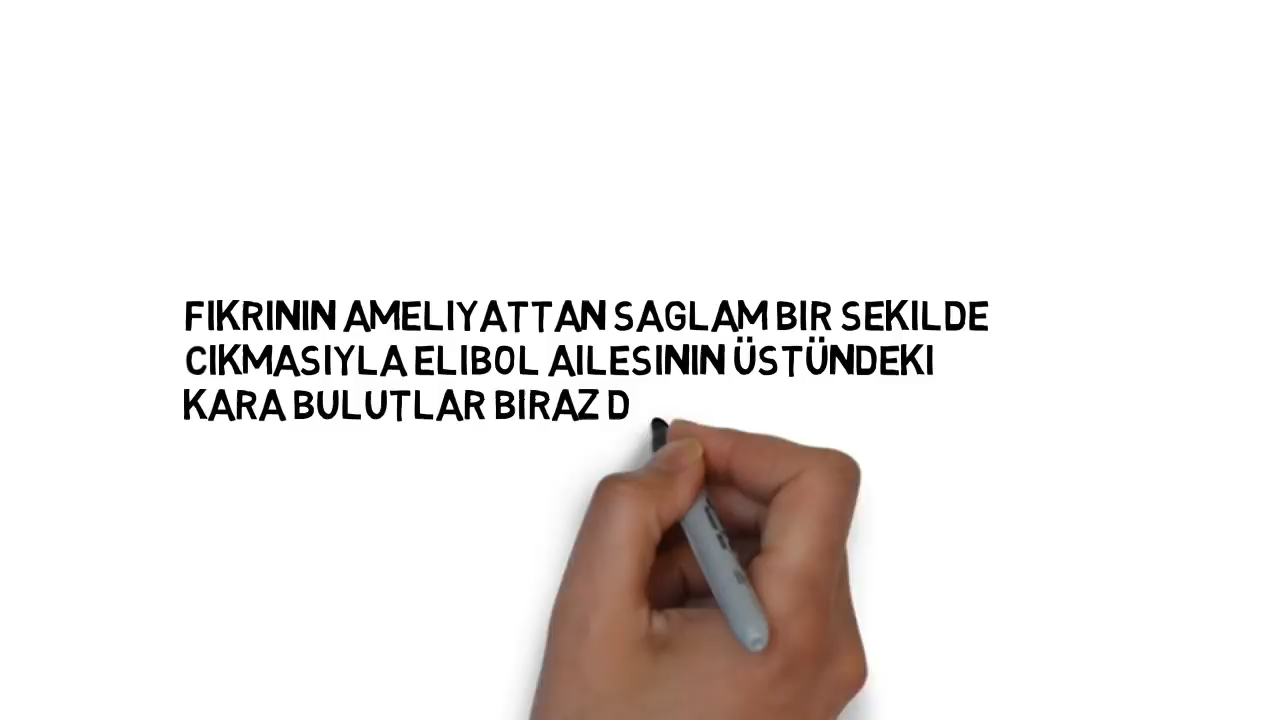 FIKRININ AMELIYATTAN SAGLAM BIR SEKILDE
CIKMASIYLA ELIBOL AILESININ ÜSTÜNDEKI
KARA BULUTLAR BIRAZ D